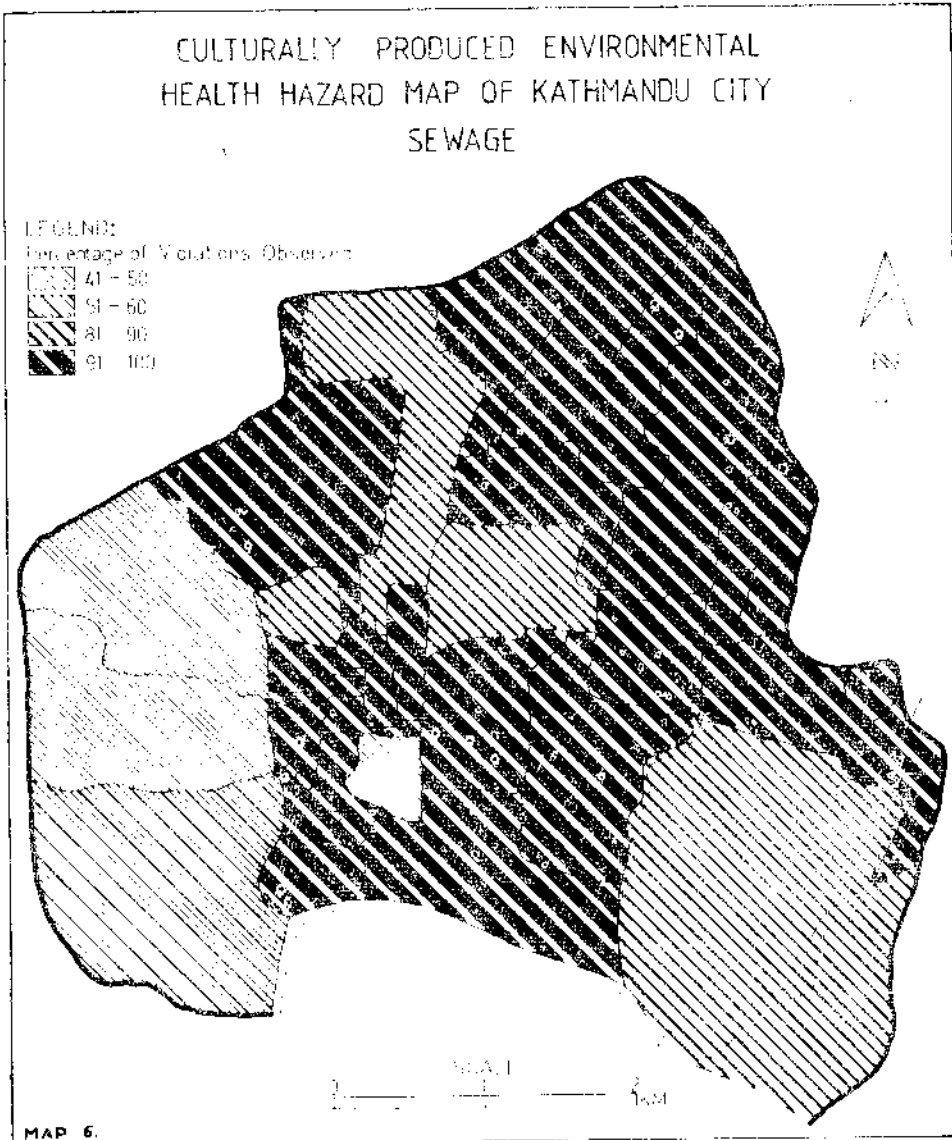 CULTURALLY PRODUCED ENVIRONMENTAL
HEALTH HAZARD MAP OF KATHMANDU CITY
SEWAGE
LEGEND:
Percentage of Violations Observed
41 - 50
51 - 60
81 90
91 100
SCALE
1KM
MAP 6.